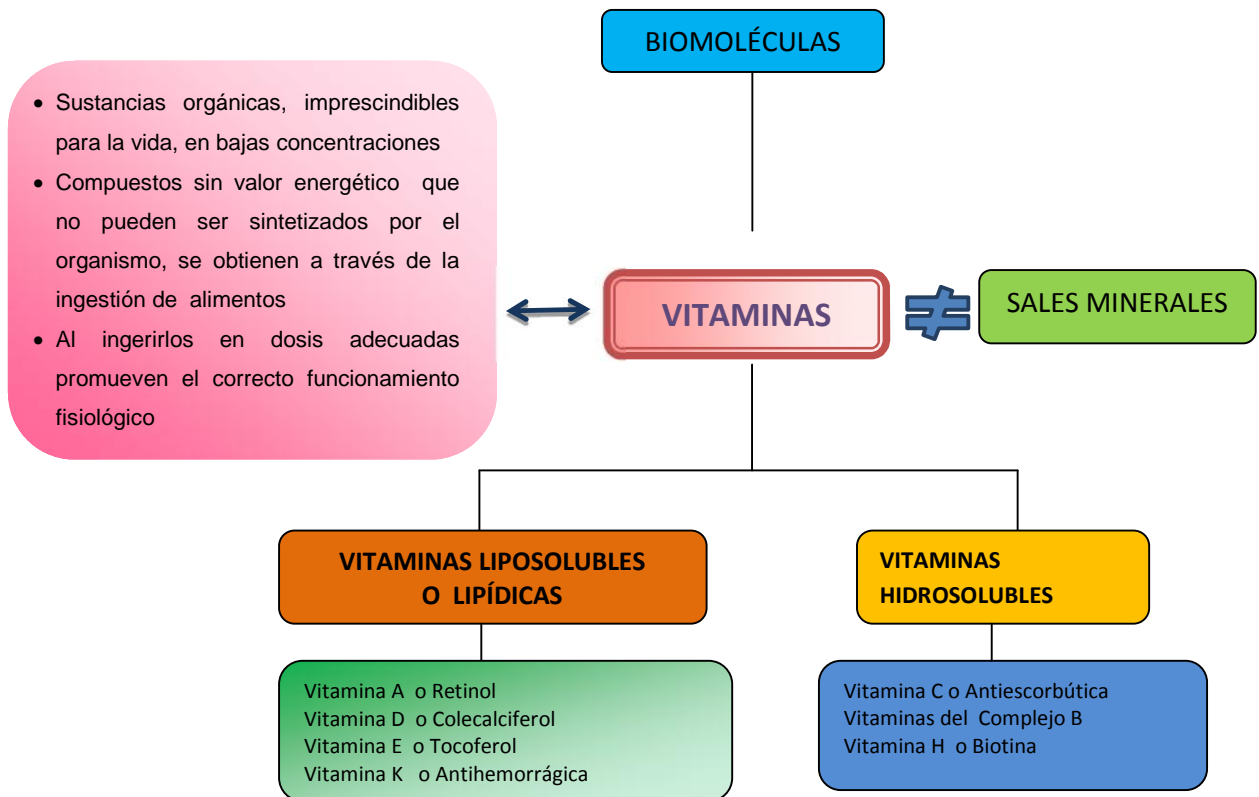 BIOMOLÉCULAS
• Sustancias orgánicas, imprescindibles
para la vida, en bajas concentraciones
• Compuestos sin valor energético que
no pueden ser sintetizados por el
organismo, se obtienen a través de la
ingestión de alimentos
• Al ingerirlos en dosis adecuadas
promueven el correcto funcionamiento
fisiológico
VITAMINAS
≠
SALES MINERALES
VITAMINAS LIPOSOLUBLES
O LIPÍDICAS
VITAMINAS
HIDROSOLUBLES
Vitamina A o Retinol
Vitamina D o Colecalciferol
Vitamina E o Tocoferol
Vitamina K o Antihemorrágica
Vitamina C o Antiescorbútica
Vitaminas del Complejo B
Vitamina H o Biotina